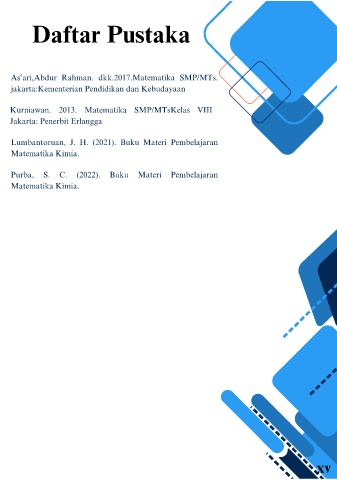 Daftar Pustaka
As'ari,Abdur Rahman. dkk.2017.Matematika SMP/MTs.
jakarta:Kementerian Pendidikan dan Kebudayaan
Kurniawan. 2013. Matematika SMP/MTsKelas VIII
Jakarta: Penerbit Erlangga
Lumbantoruan, J. H. (2021). Buku Materi Pembelajaran
Matematika Kimia.
Purba, S. C. (2022). Buku Materi Pembelajaran
Matematika Kimia.
xv